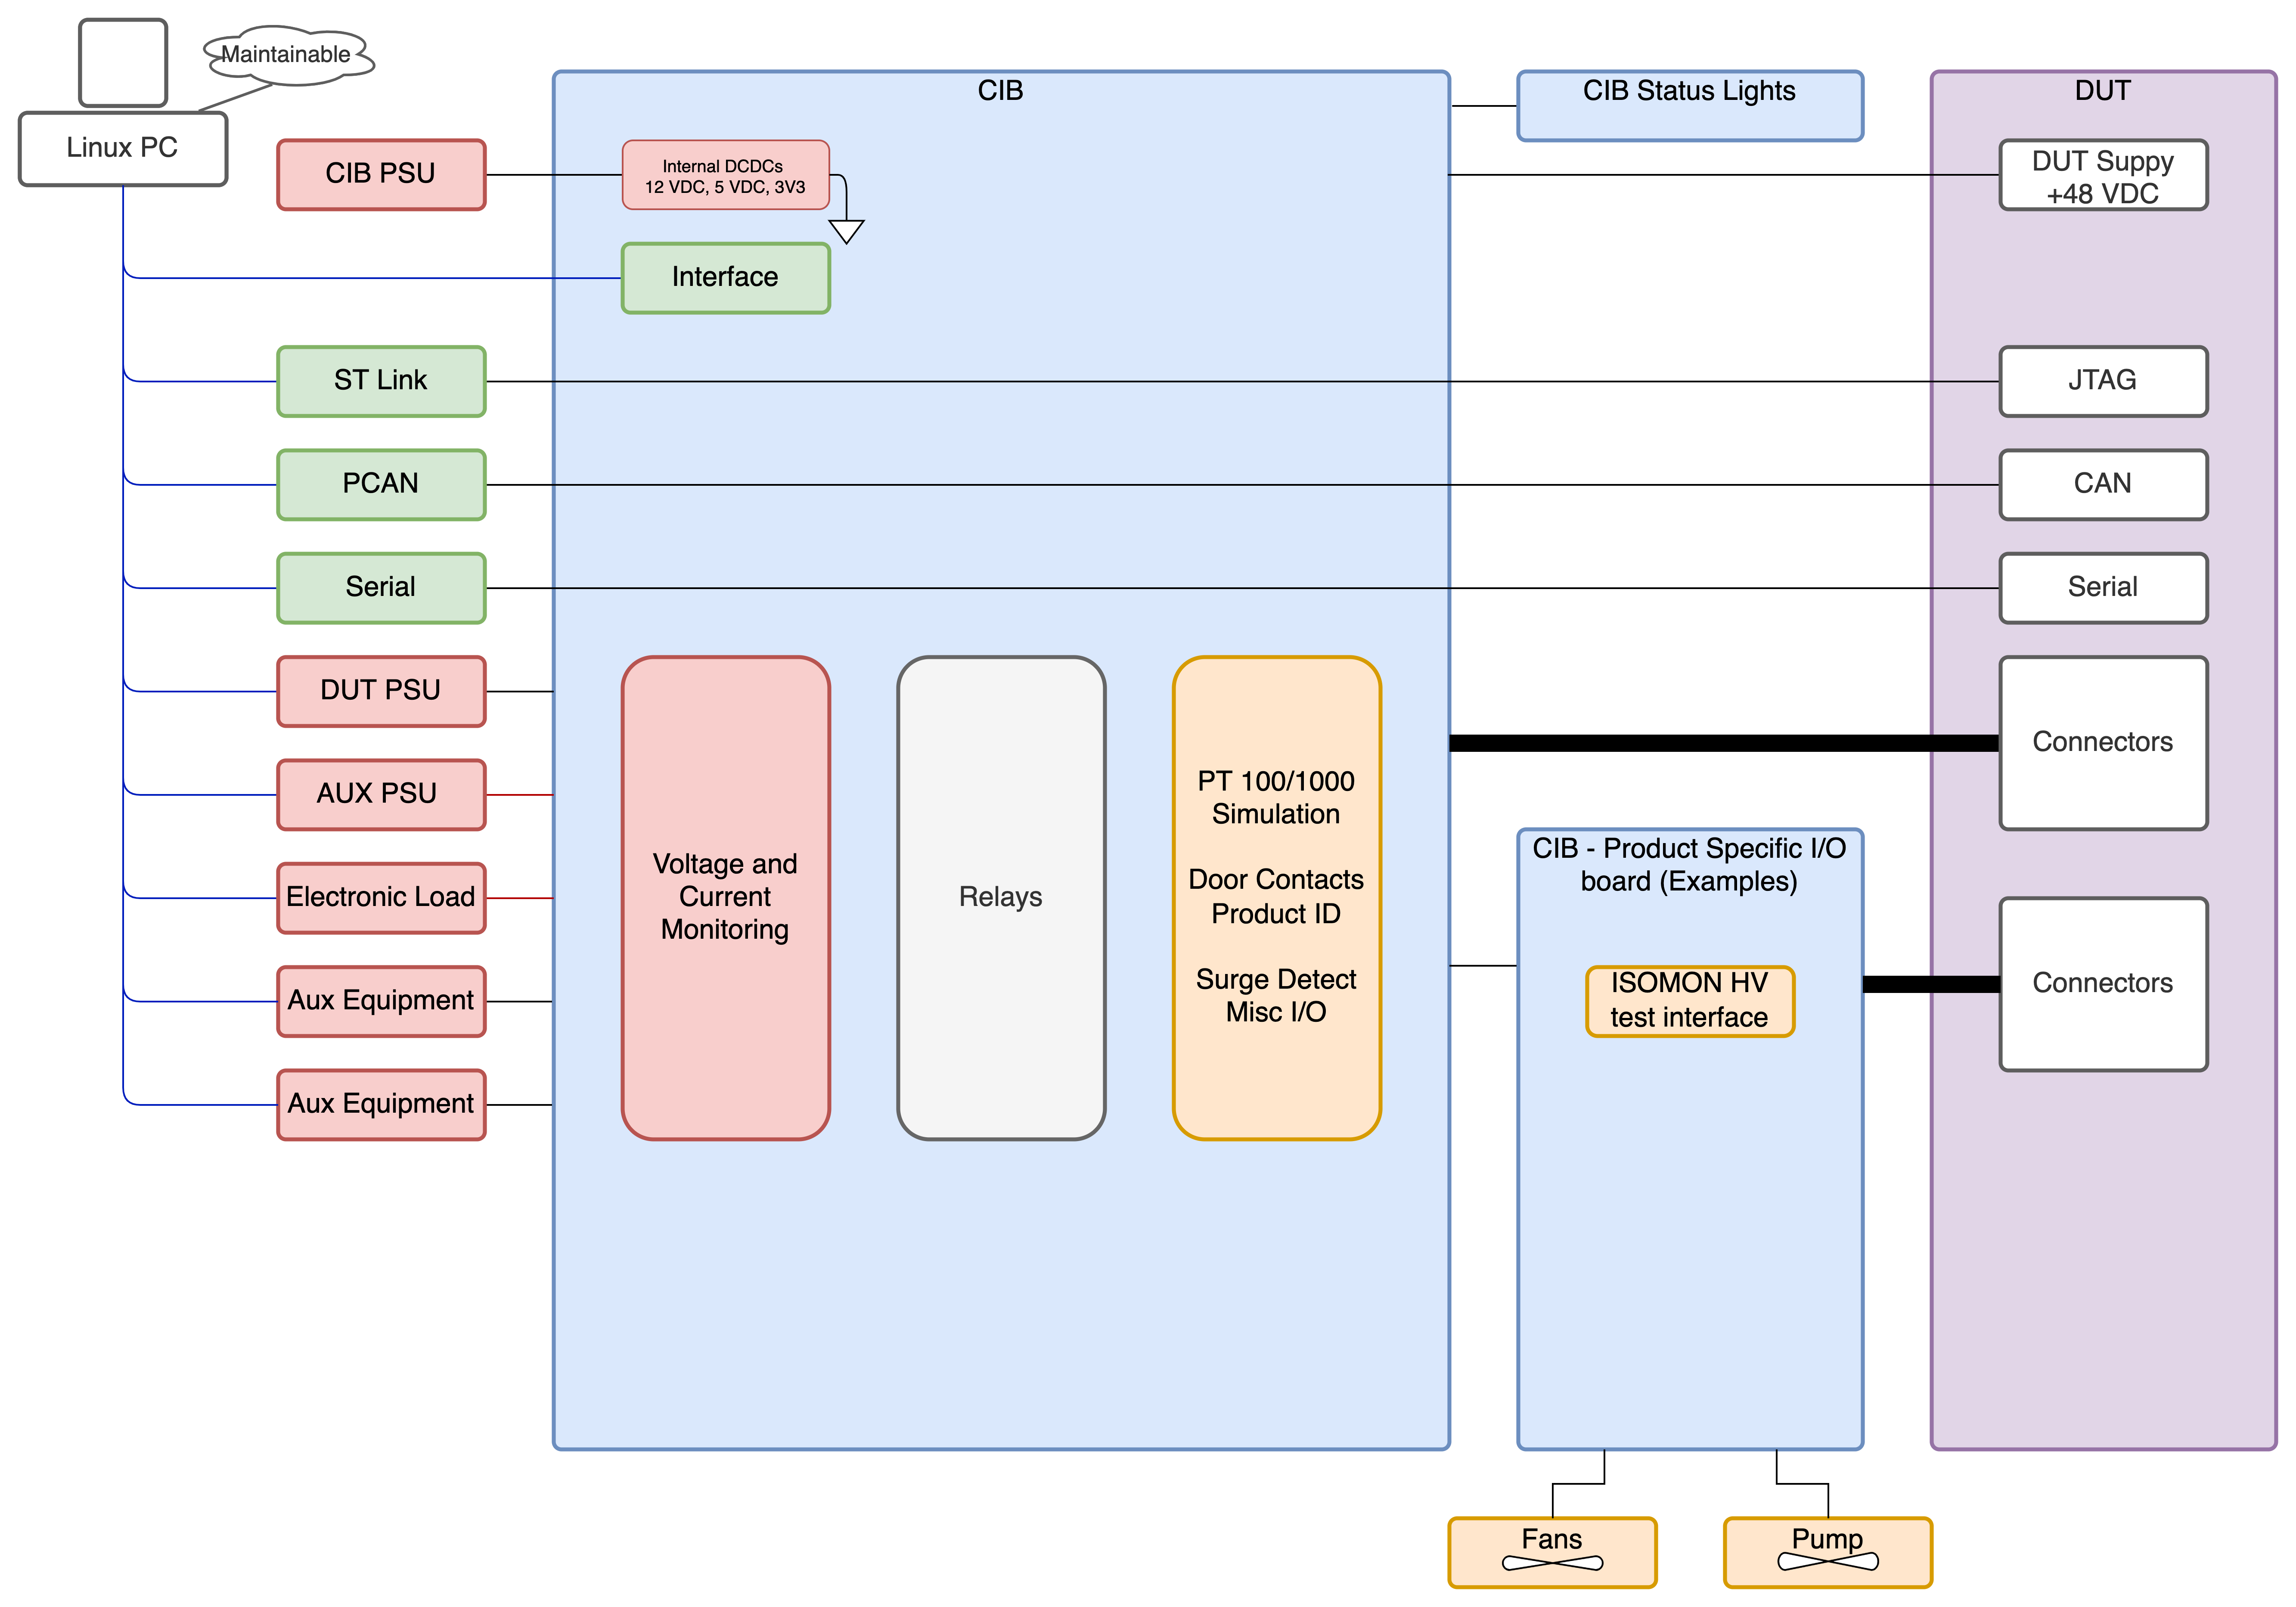 Maintainable
Linux PC
CIB
CIB Status Lights
DUT
CIB PSU
Internal DCDCs
12 VDC, 5 VDC, 3V3
DUT Suppy
+48 VDC
Interface
ST Link
JTAG
PCAN
CAN
Serial
Serial
DUT PSU
AUX PSU
Electronic Load
Aux Equipment
Aux Equipment
Voltage and
Current
Monitoring
Relays
PT 100/1000
Simulation
Door Contacts
Product ID
Surge Detect
Misc I/O
Connectors
CIB - Product Specific I/O
board (Examples)
ISOMON HV
test interface
Connectors
Fans
Pump